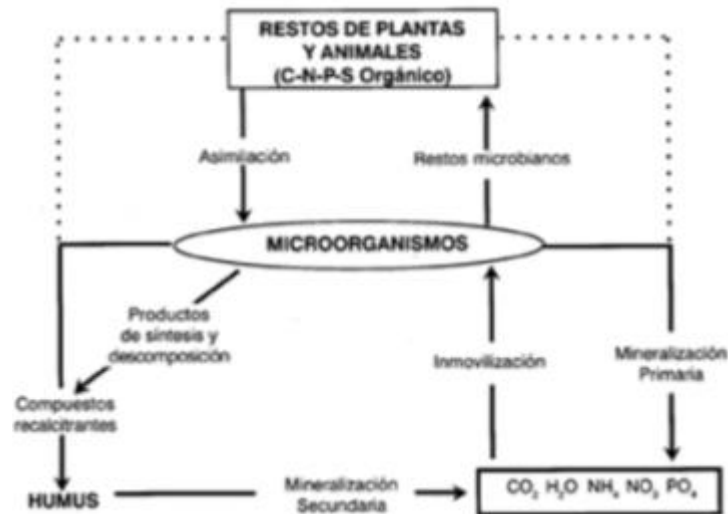 RESTOS DE PLANTAS
Y ANIMALES
(C-N-P-S Orgánico)
Asimilación
Restos microbianos
MICROORGANISMOS
Productos
de síntesis y
descomposición
Inmovilización
Mineralización
Primaria
Compuestos
recalcitrantes
HUMUS
Mineralización
Secundaria
CO₂ H₂O NH₄ NO₃ PO₄